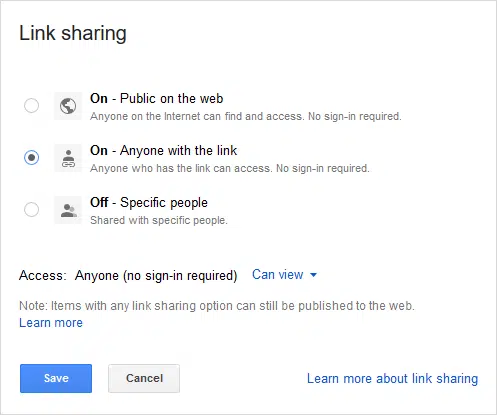 Link sharing
On - Public on the web
Anyone on the Internet can find and access. No sign-in required.
On - Anyone with the link
Anyone who has the link can access. No sign-in required.
Off - Specific people
Shared with specific people.
Access: Anyone (no sign-in required) Can view
Note: Items with any link sharing option can still be published to the web.
Learn more
Save Cancel Learn more about link sharing